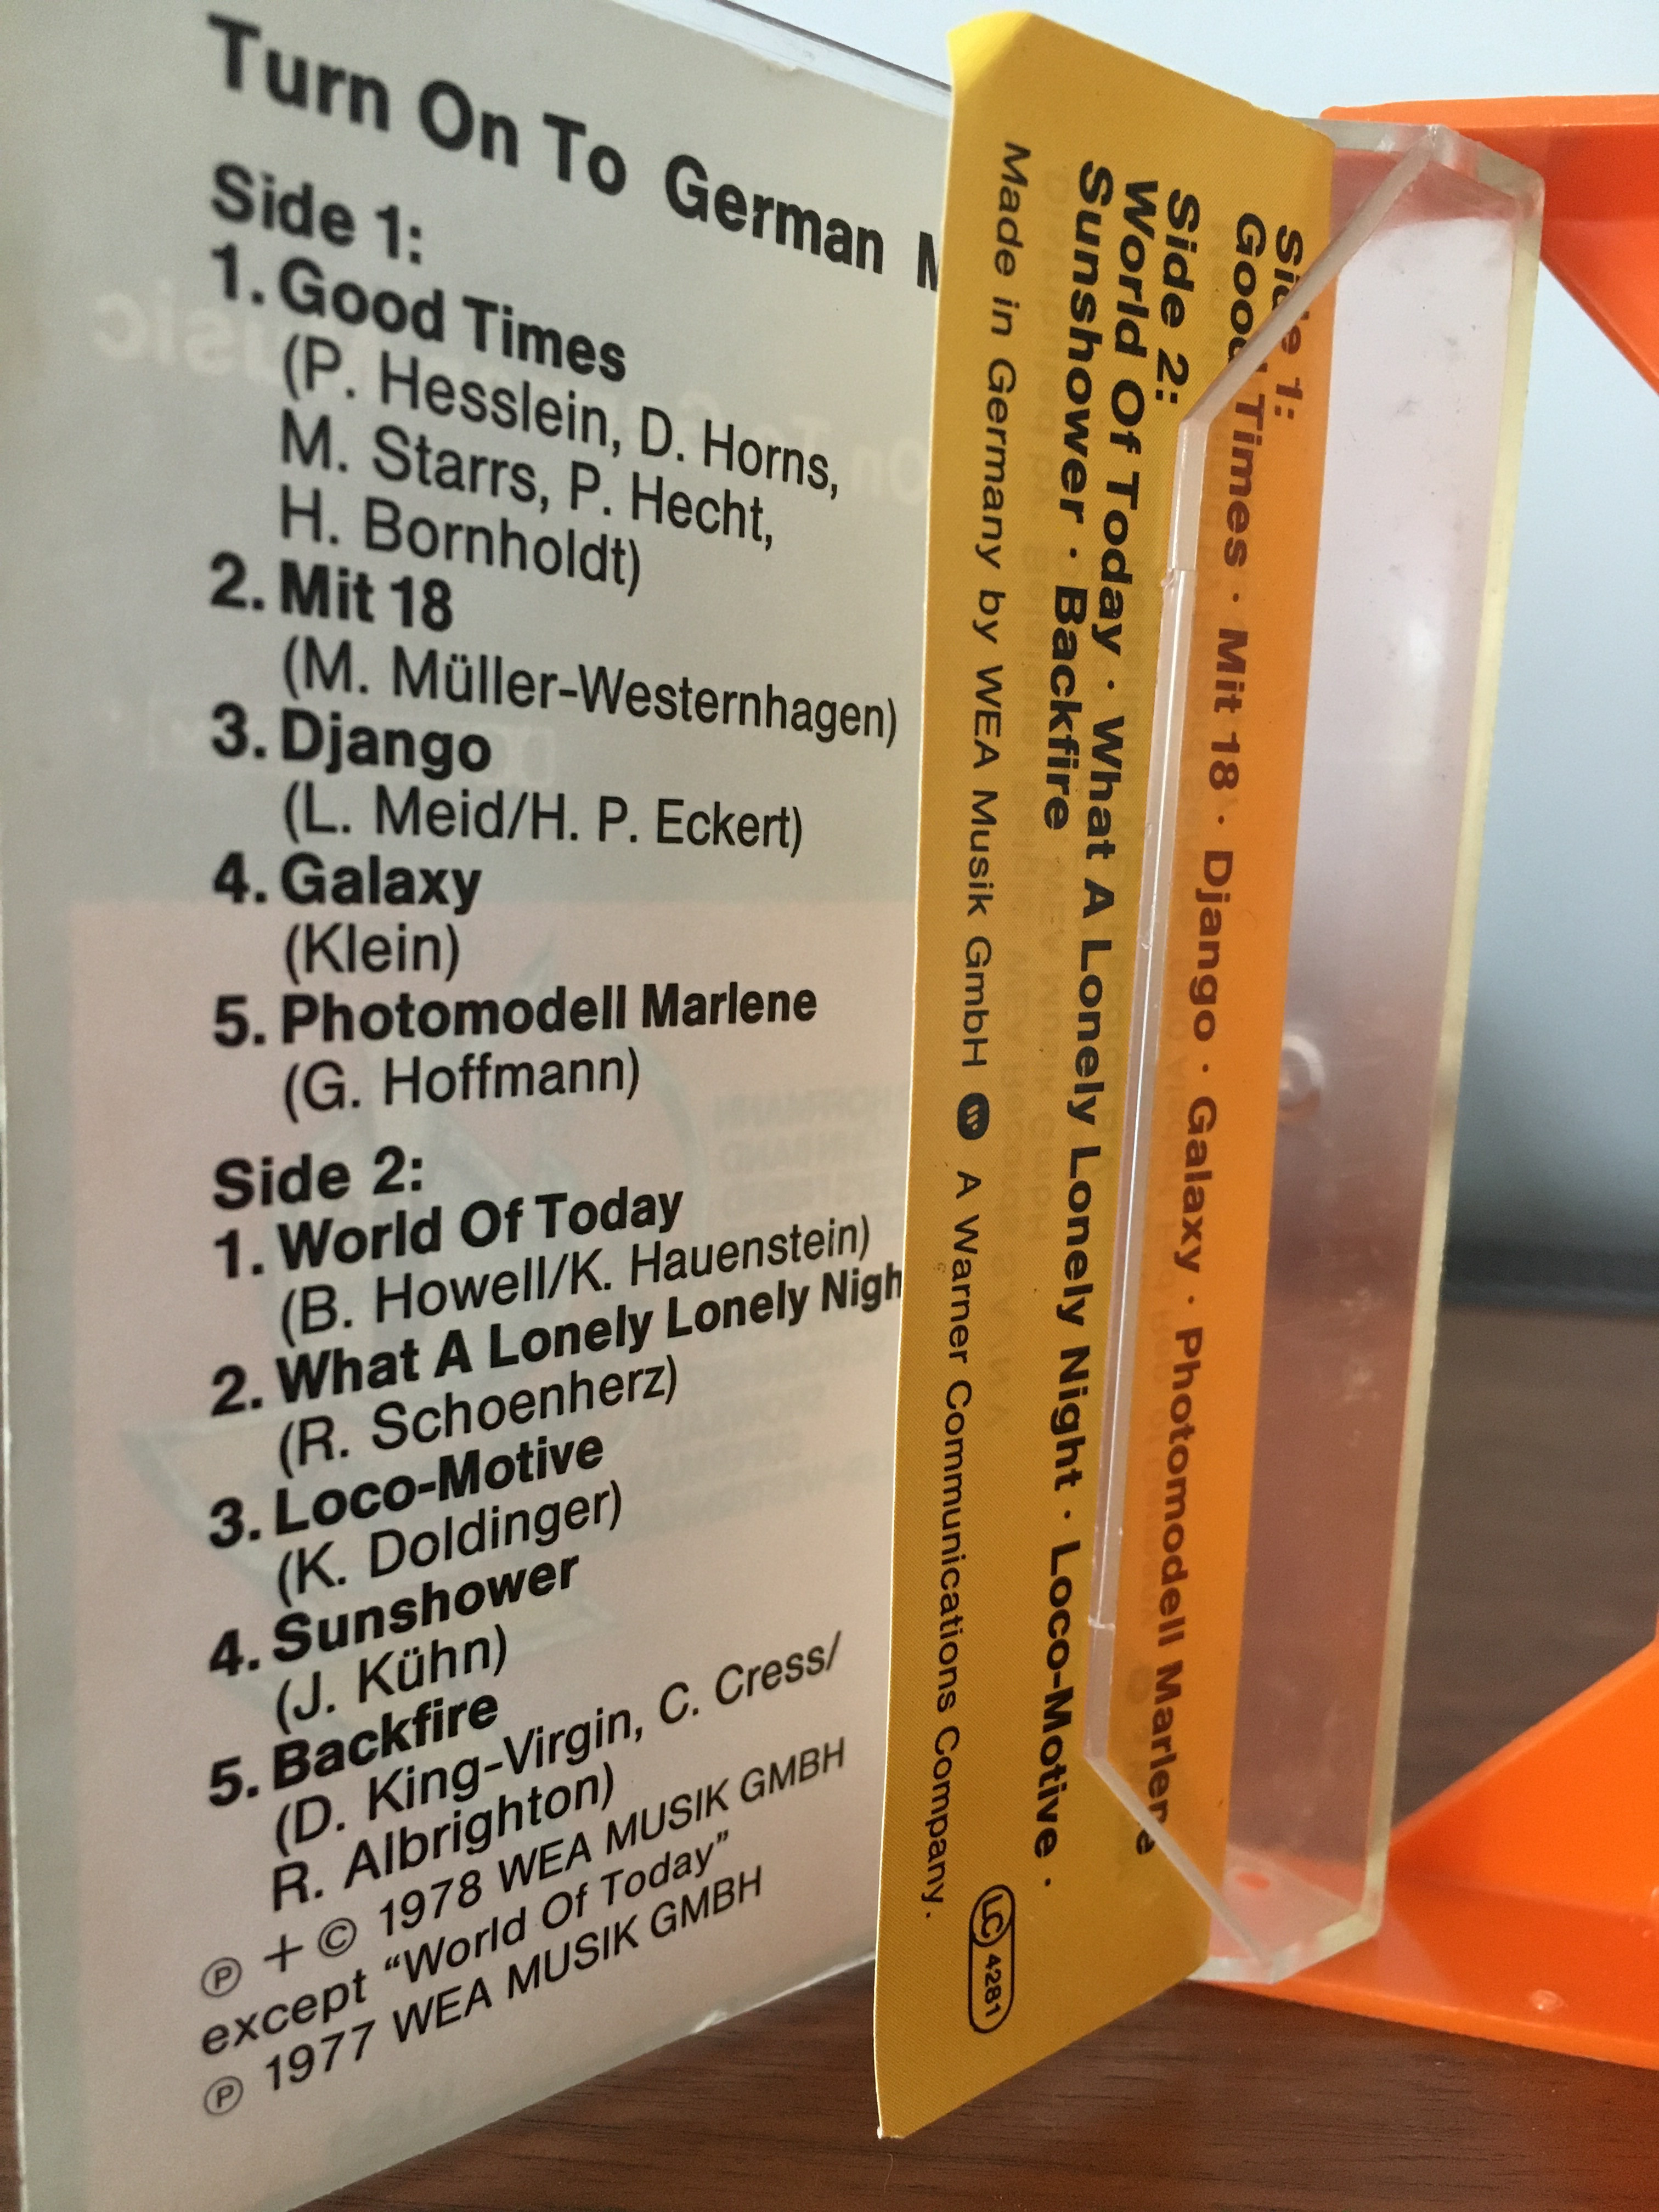 Turn On To German M
Side 1:
1. Good Times
(P. Hesslein, D. Horns,
M. Starrs, P. Hecht,
H. Bornholdt)
2. Mit 18
(M. Müller-Westernhagen)
3. Django
(L. Meid/H. P. Eckert)
4. Galaxy
(Klein)
5. Photomodell Marlene
(G. Hoffmann)
Side 2:
1. World Of Today
(B. Howell/K. Hauenstein)
2. What A Lonely Lonely Nigh
(R. Schoenherz)
3. Loco-Motive
(K. Doldinger)
4. Sunshower
(J. Kühn)
5. Backfire
(D. King-Virgin, C. Cress/
R. Albrighton)
℗ + © 1978 WEA MUSIK GMBH
except “World Of Today”
℗ 1977 WEA MUSIK GMBH
Side 1:
Good Times · Mit 18 · Django · Galaxy · Photomodell Marlene
Side 2:
World Of Today · What A Lonely Lonely Night · Loco-Motive ·
Sunshower · Backfire
Made in Germany by WEA Musik GmbH W A Warner Communications Company.
LC 4281